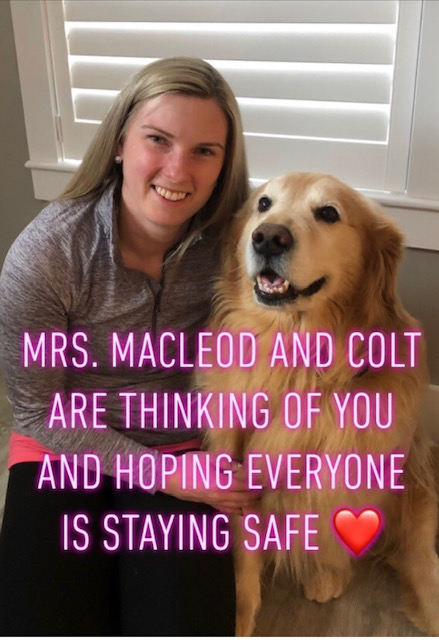 MRS. MACLEOD AND COLT
ARE THINKING OF YOU
AND HOPING EVERYONE
IS STAYING SAFE ❤️